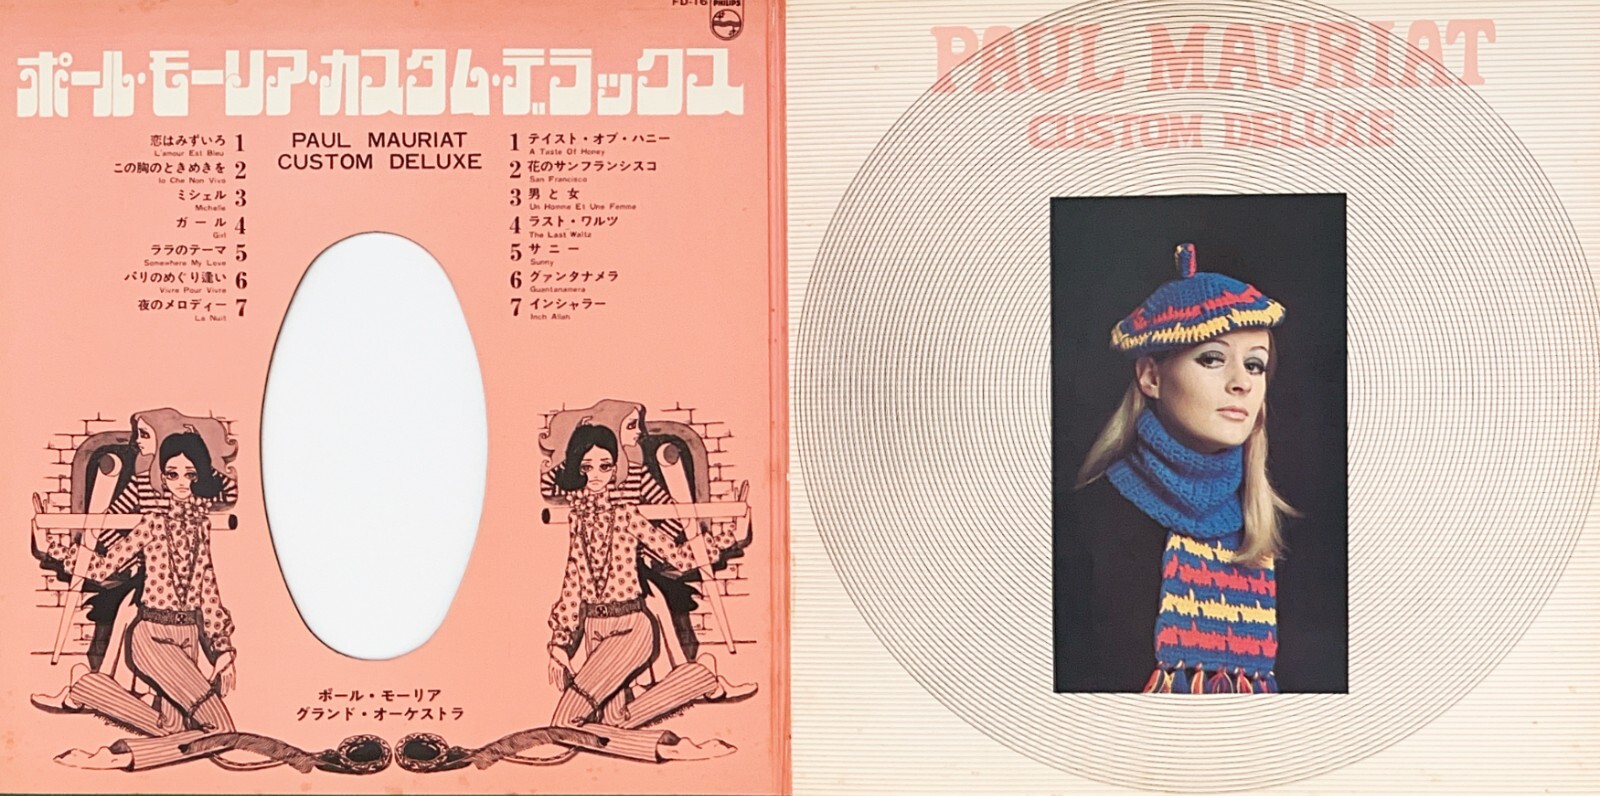 FD-16
PHILIPS
ポール・モーリア・カスタム・デラックス
PAUL MAURIAT
CUSTOM DELUXE
恋はみずいろ 1
L'amour Est Bleu
この胸のときめきを 2
Io Che Non Vivo
ミシェル 3
Michelle
ガール 4
Girl
ララのテーマ 5
Somewhere My Love
パリのめぐり逢い 6
Vivre Pour Vivre
夜のメロディー 7
La Nuit
1 テイスト・オブ・ハニー
A Taste Of Honey
2 花のサンフランシスコ
San Francisco
3 男と女
Un Homme Et Une Femme
4 ラスト・ワルツ
The Last Waltz
5 サニー
Sunny
6 グァンタナメラ
Guantanamera
7 インシャラー
Inch Allah
ポール・モーリア
グランド・オーケストラ
PAUL MAURIAT
CUSTOM DELUXE